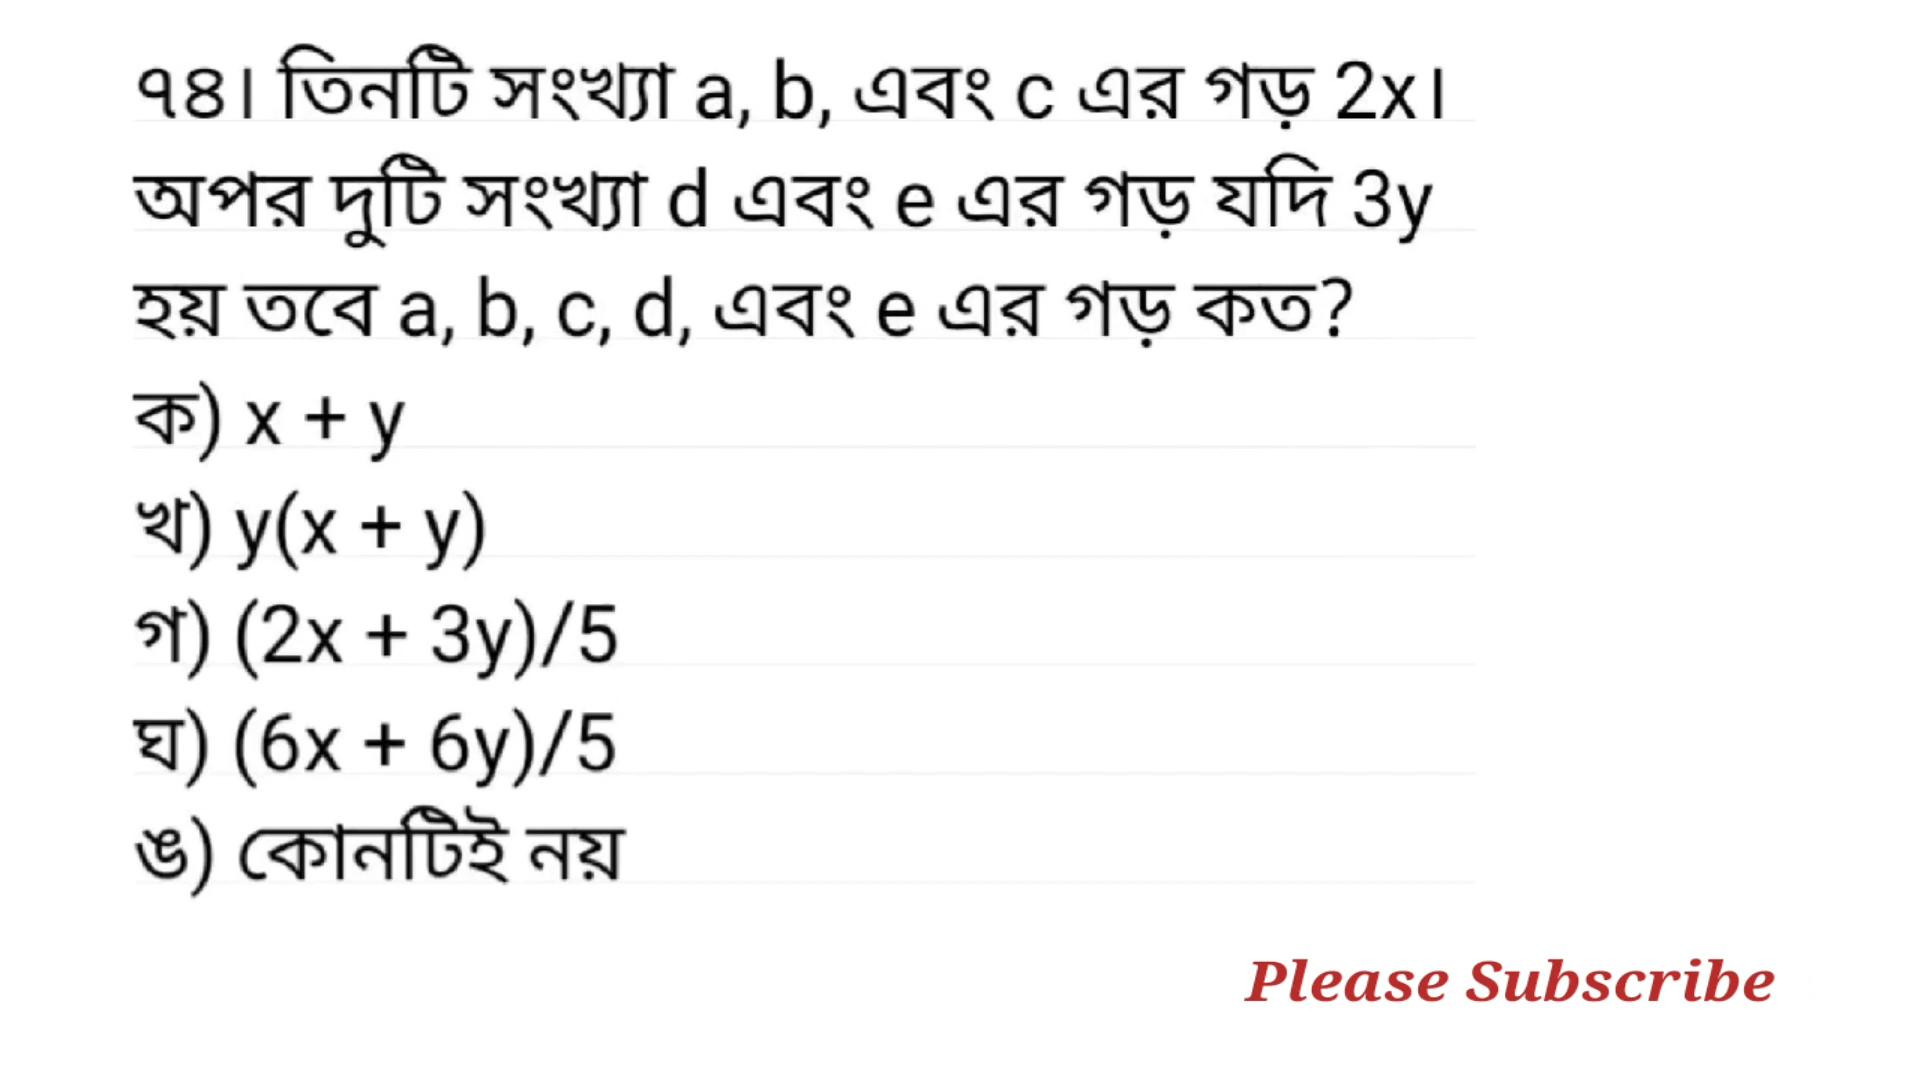 ৭৪। তিনটি সংখ্যা a, b, এবং c এর গড় 2x।
অপর দুটি সংখ্যা d এবং e এর গড় যদি 3y
হয় তবে a, b, c, d, এবং e এর গড় কত?
ক) x + y
খ) y(x + y)
গ) (2x + 3y)/5
ঘ) (6x + 6y)/5
ঙ) কোনটিই নয়
Please Subscribe